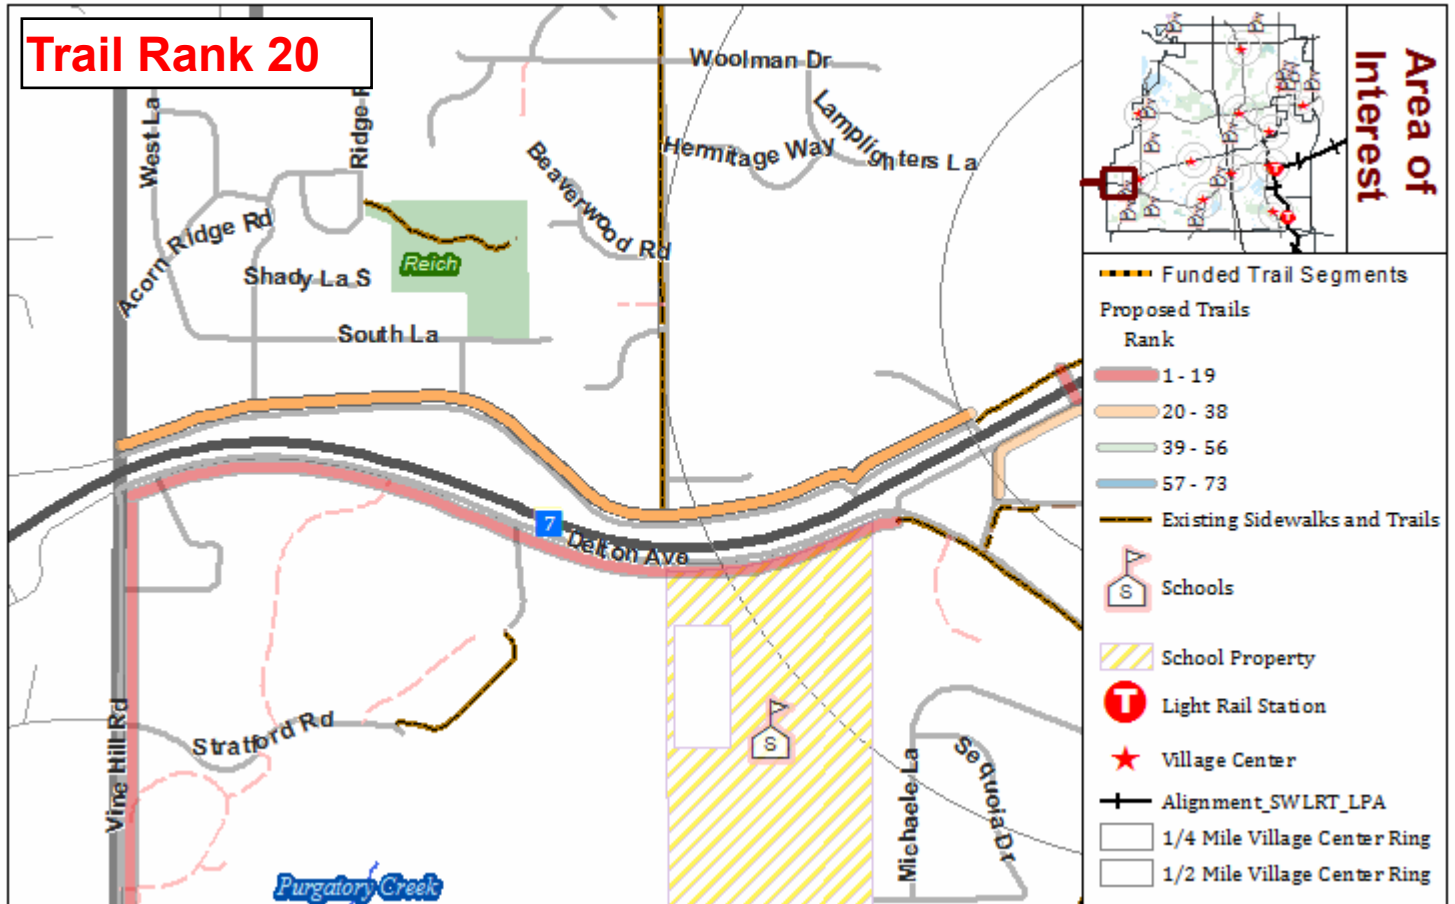 Trail Rank 20
Woolman Dr
West La
Ridge R
Lamplighters La
Hermitage Way
Beaverwood Rd
Acorn Ridge Rd
Reich
Shady La S
South La
7
Delton Ave
Vine Hill Rd
Stratford Rd
S
Michaele La
Sequoia Dr
Purgatory Creek
Area of
Interest
T
T
Funded Trail Segments
Proposed Trails
Rank
1 - 19
20 - 38
39 - 56
57 - 73
Existing Sidewalks and Trails
S
Schools
School Property
T
Light Rail Station
Village Center
Alignment_SWLRT_LPA
1/4 Mile Village Center Ring
1/2 Mile Village Center Ring